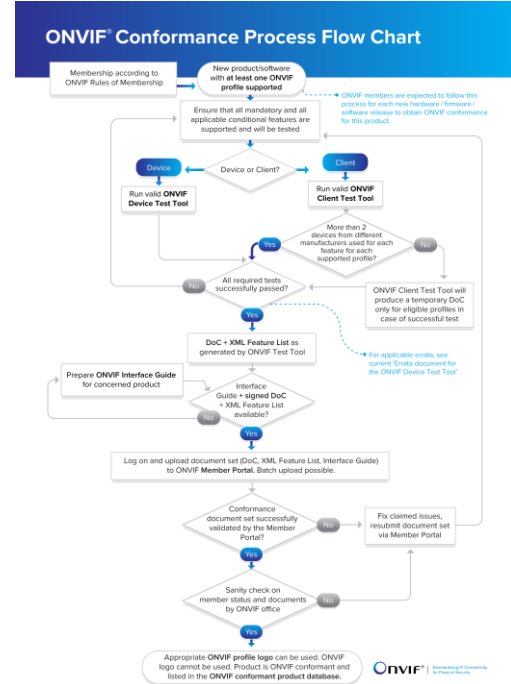 ONVIF® Conformance Process Flow Chart
Membership according to
ONVIF Rules of Membership
New product/software
with at least one ONVIF
profile supported
ONVIF members are expected to follow this
process for each new hardware / firmware /
software release to obtain ONVIF conformance
for this product.
Ensure that all mandatory and all
applicable conditional features are
supported and will be tested
Device
Device or Client?
Client
Run valid ONVIF
Device Test Tool
Run valid ONVIF
Client Test Tool
More than 2
devices from different
manufacturers used for each
feature for each
supported profile?
Yes
No
All required tests
successfully passed?
No
ONVIF Client Test Tool will
produce a temporary DoC
only for eligible profiles in
case of successful test
Yes
DoC + XML Feature List as
generated by ONVIF Test Tool
For applicable errata, see
current 'Errata document for
the ONVIF Device Test Tool'
Prepare ONVIF Interface Guide
for concerned product
Interface
Guide + signed DoC
+ XML Feature List
available?
No
Yes
Log on and upload document set (DoC, XML Feature List, Interface Guide)
to ONVIF Member Portal. Batch upload possible.
Conformance
document set successfully
validated by the Member
Portal?
No
Fix claimed issues,
resubmit document set
via Member Portal
Yes
Sanity check on
member status and documents
by ONVIF office
No
Yes
Appropriate ONVIF profile logo can be used. ONVIF
logo cannot be used. Product is ONVIF conformant and
listed in the ONVIF conformant product database.
ONVIF®
Standardizing IP Connectivity
for Physical Security